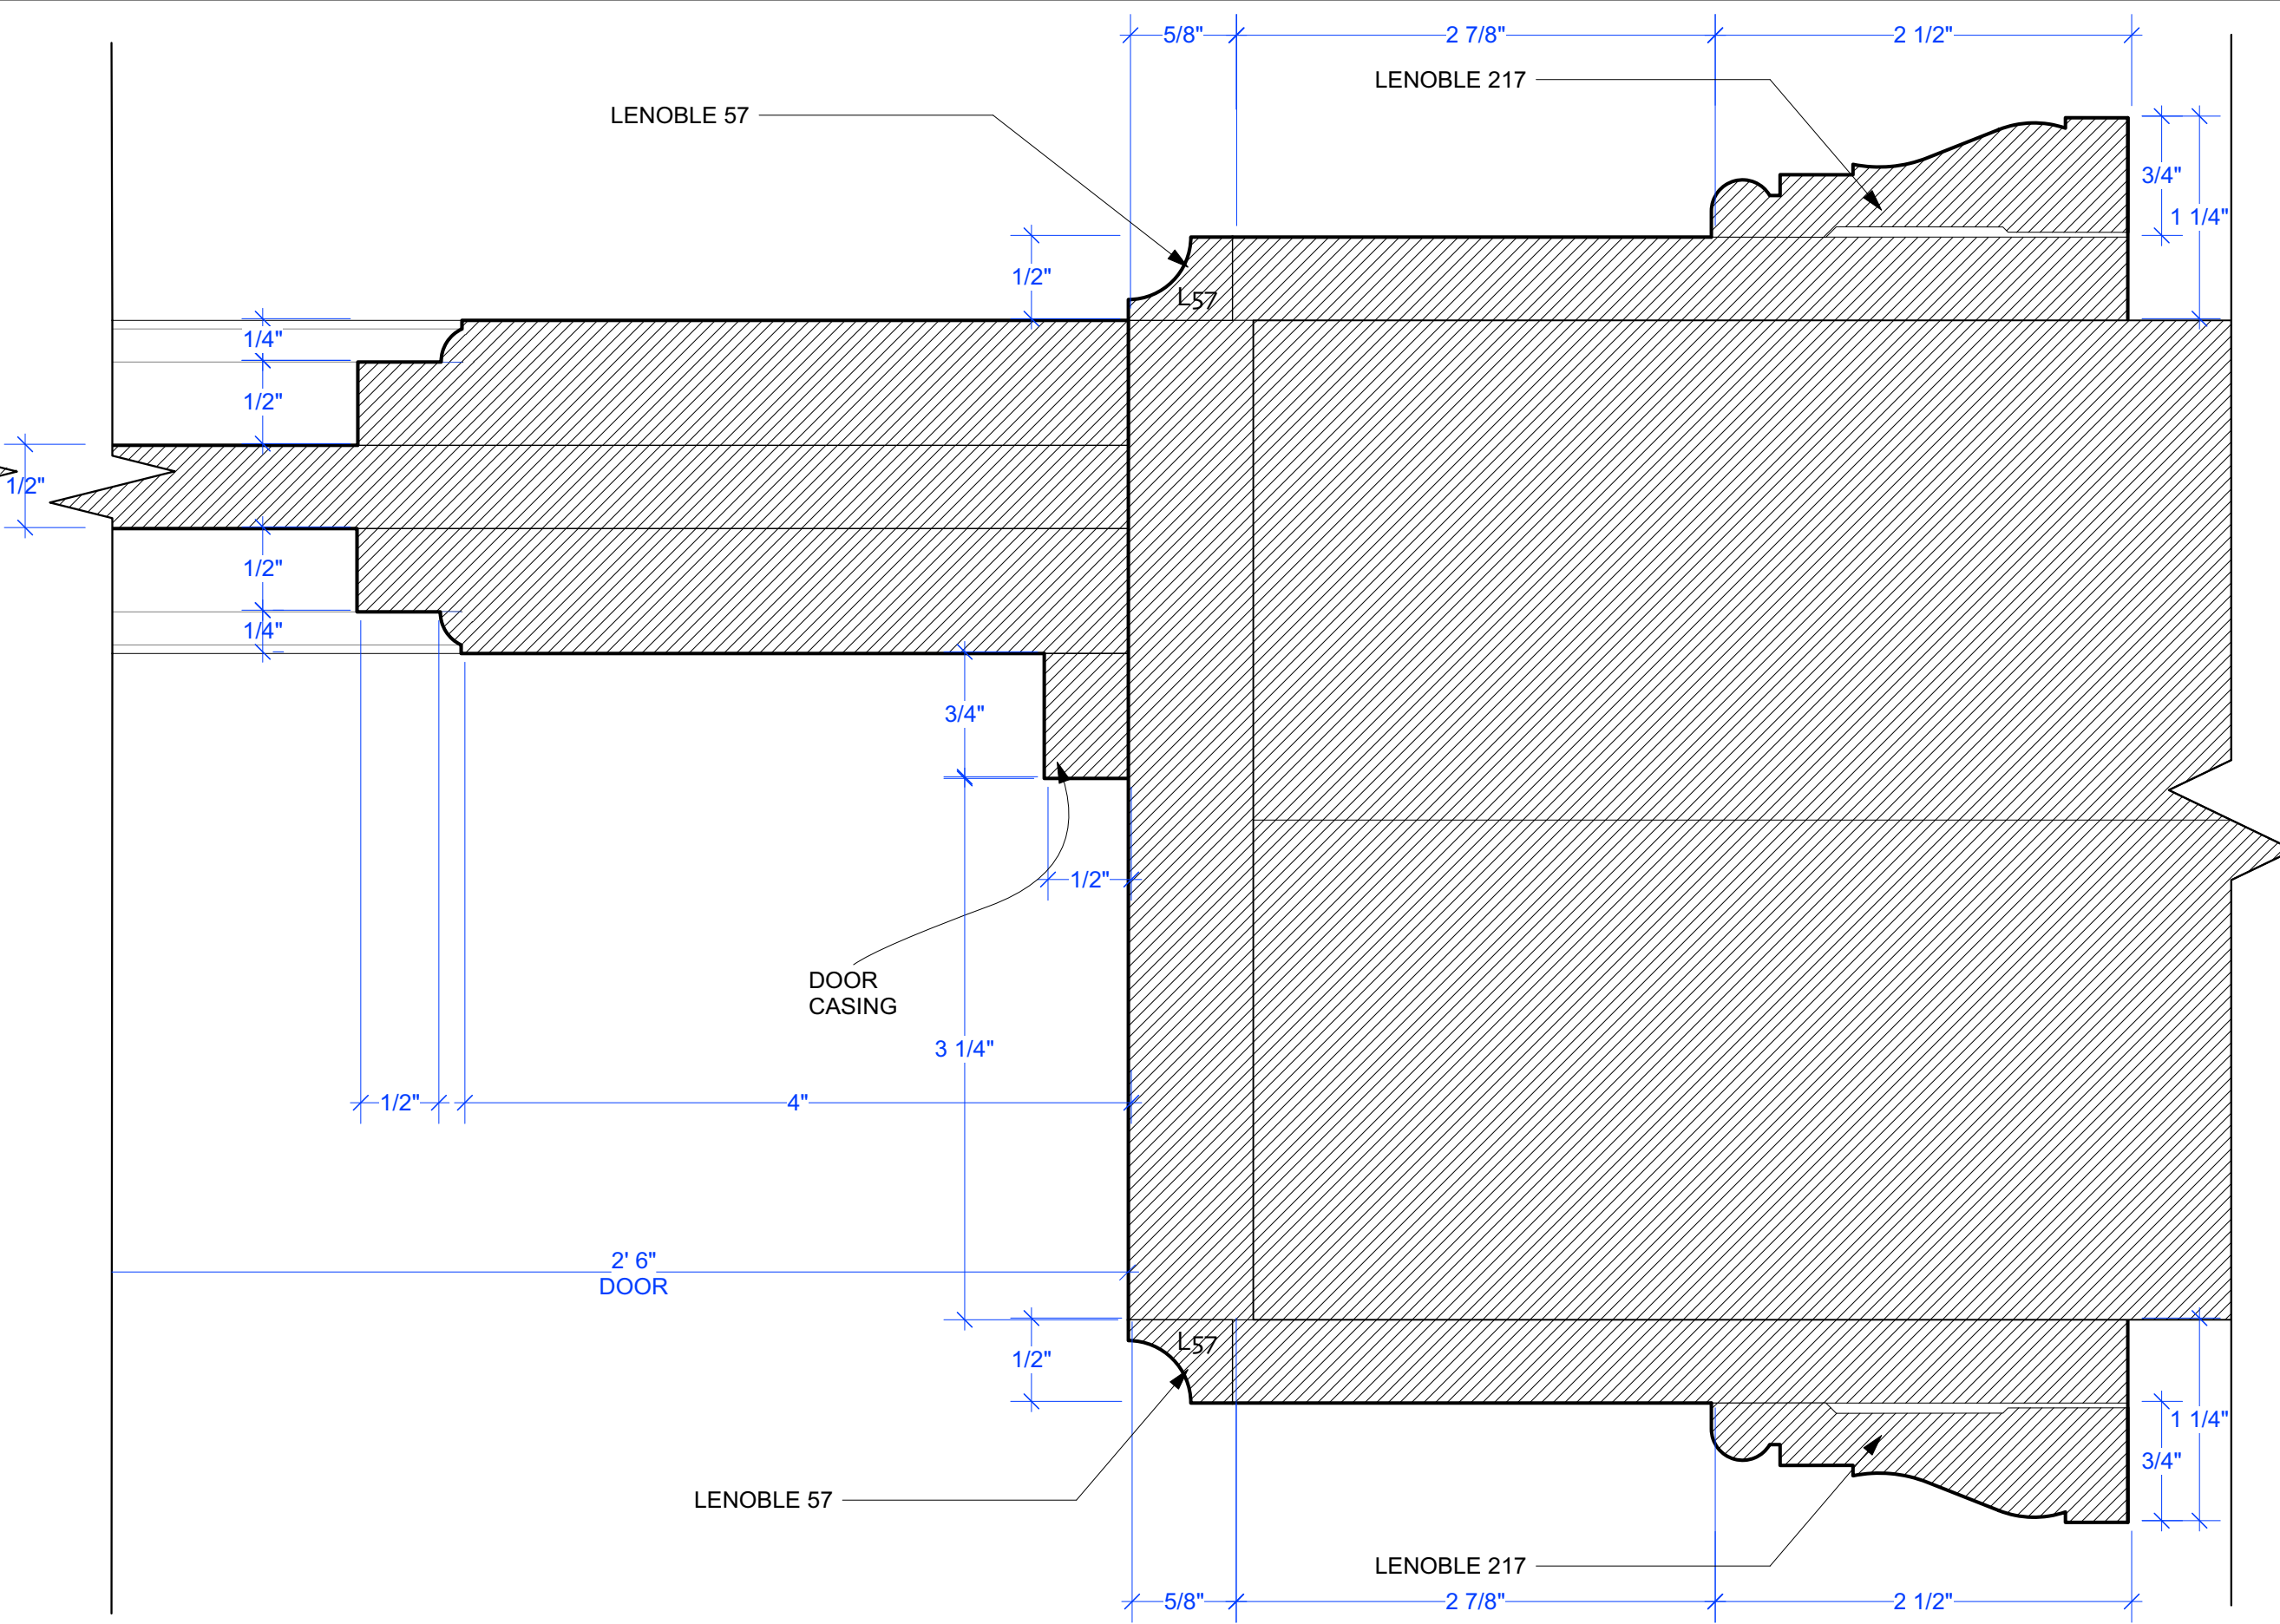 5/8" 2 7/8" 2 1/2"
LENOBLE 217
LENOBLE 57
3/4"
1 1/4"
1/2"
L57
1/4"
1/2"
1/2"
1/2"
1/4"
3/4"
1/2"
DOOR
CASING
3 1/4"
1/2" 4"
2' 6"
DOOR
L57
1/2"
1 1/4"
3/4"
LENOBLE 57
LENOBLE 217
5/8" 2 7/8" 2 1/2"